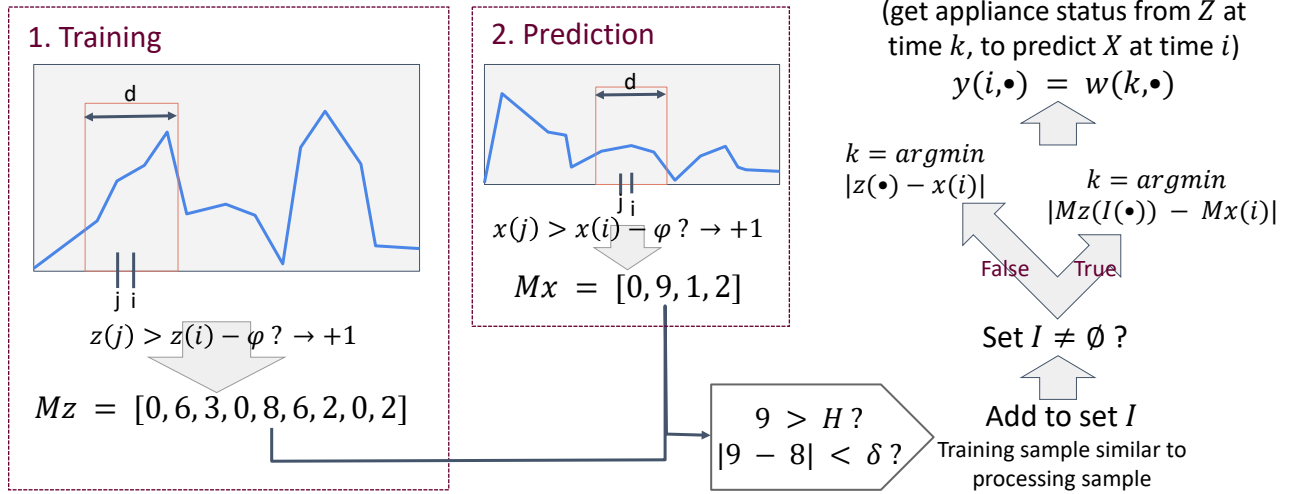 1. Training
d
j i
z(j) > z(i) − φ ? → +1
Mz = [0, 6, 3, 0, 8, 6, 2, 0, 2]
2. Prediction
d
j i
x(j) > x(i) − φ ? → +1
Mx = [0, 9, 1, 2]
9 > H ?
|9 − 8| < δ ?
(get appliance status from Z at
time k, to predict X at time i)
y(i,•) = w(k,•)
k = argmin
|z(•) − x(i)|
k = argmin
|Mz(I(•)) − Mx(i)|
False
True
Set I ≠ ∅ ?
Add to set I
Training sample similar to
processing sample